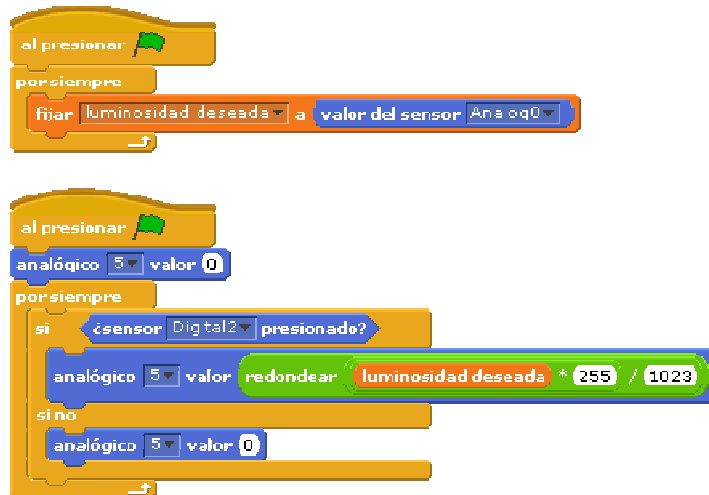 al presionar
por siempre
fijar luminosidad deseada a valor del sensor Analog0
al presionar
analógico 5 valor 0
por siempre
si ¿sensor Digital2 presionado?
analógico 5 valor redondear luminosidad deseada * 255 / 1023
si no
analógico 5 valor 0